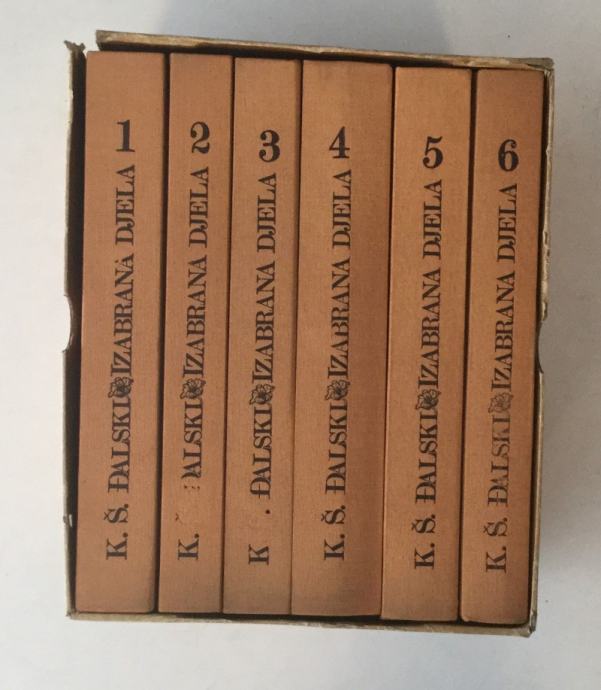 K. Š. ĐALSKI IZABRANA DJELA 1
K. ĐALSKI IZABRANA DJELA 2
K . ĐALSKI IZABRANA DJELA 3
K. Š. ĐALSKI IZABRANA DJELA 4
K. Š. ĐALSKI IZABRANA DJELA 5
K. Š. ĐALSKI IZABRANA DJELA 6